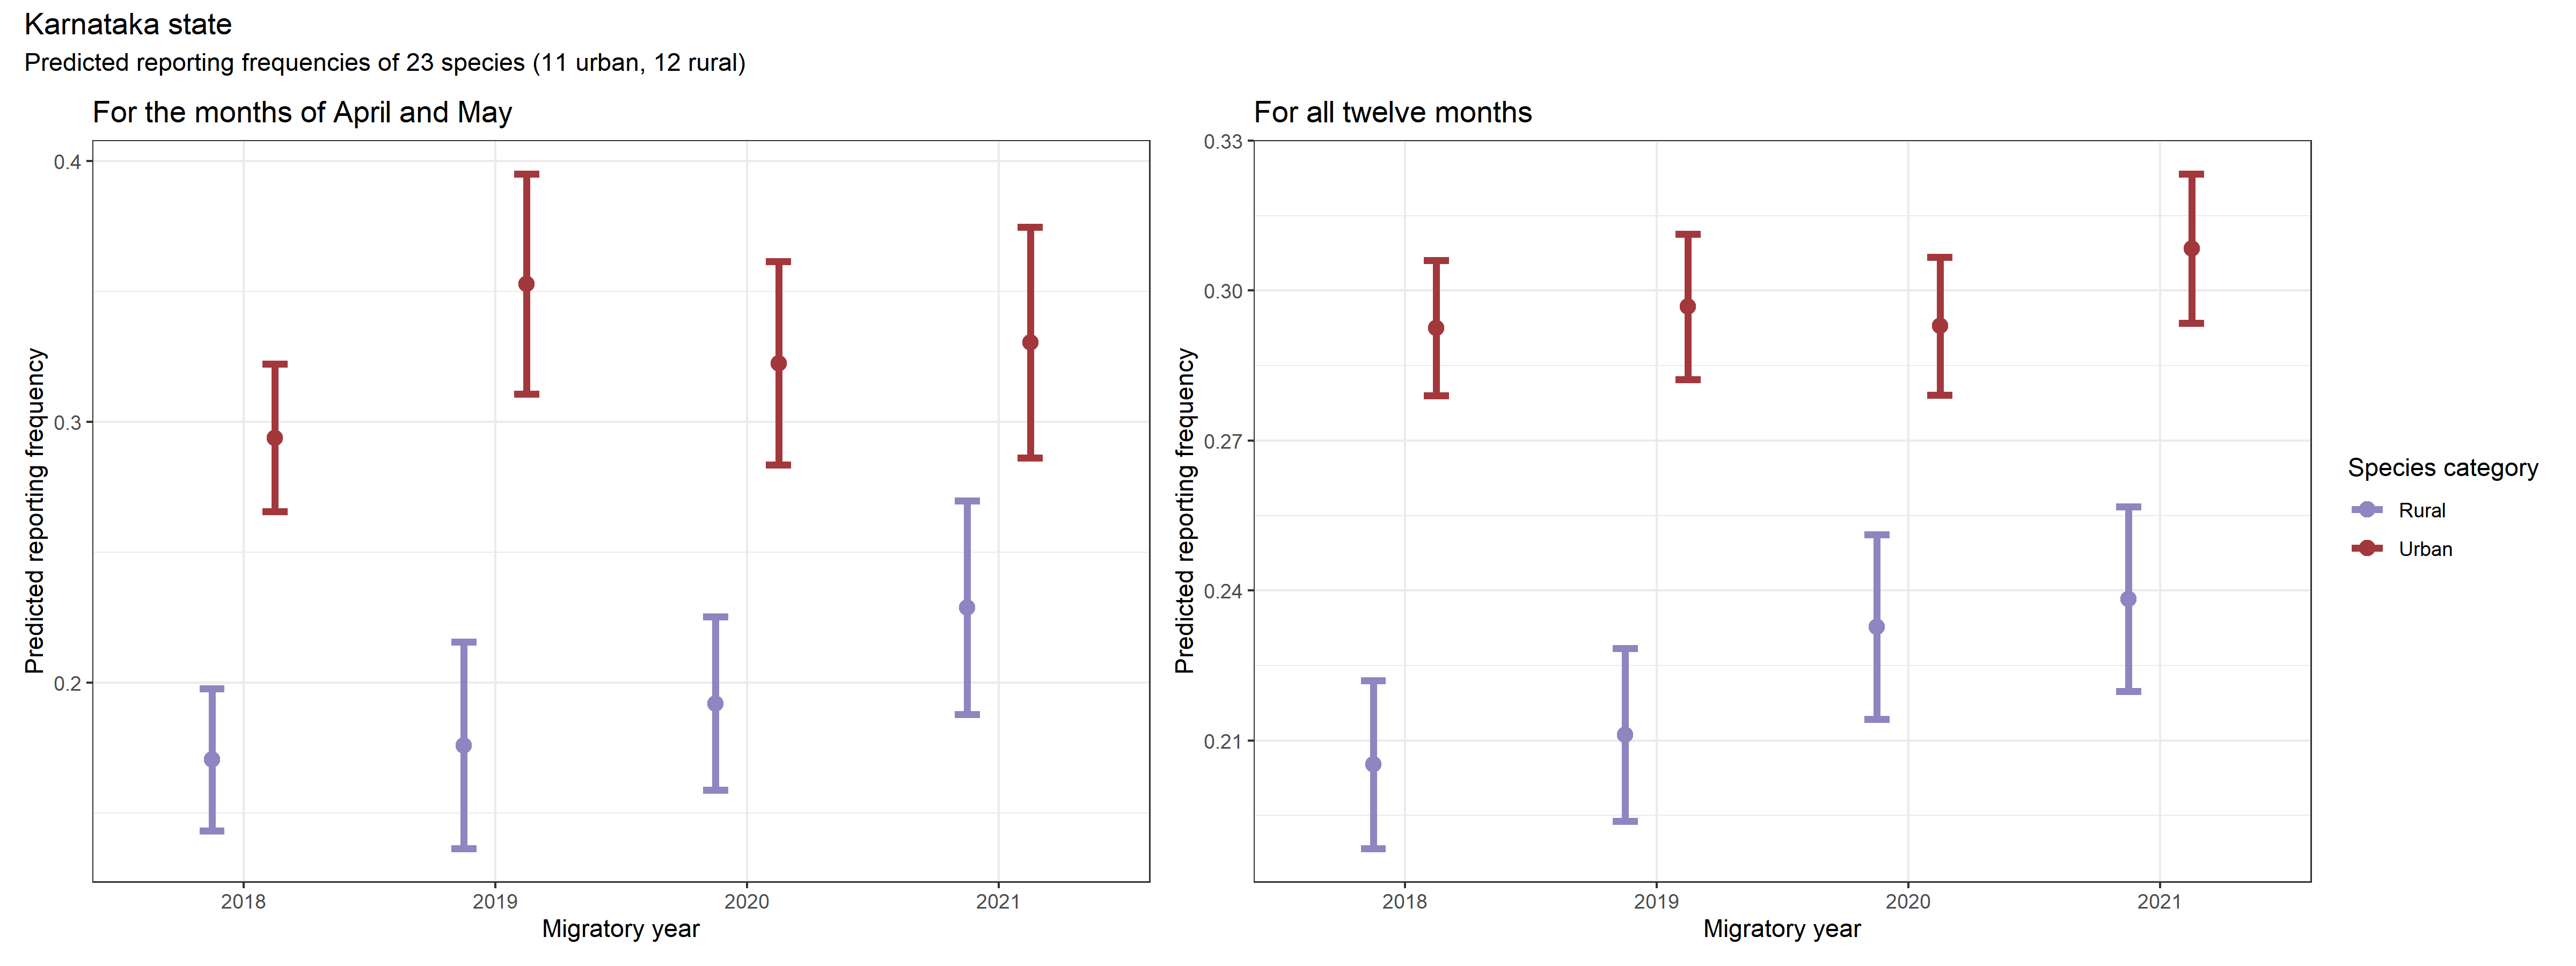 Karnataka state
Predicted reporting frequencies of 23 species (11 urban, 12 rural)
For the months of April and May
Predicted reporting frequency
0.4
0.3
0.2
2018 2019 2020 2021
Migratory year
For all twelve months
Predicted reporting frequency
0.33
0.30
0.27
0.24
0.21
2018 2019 2020 2021
Migratory year
Species category
Rural
Urban